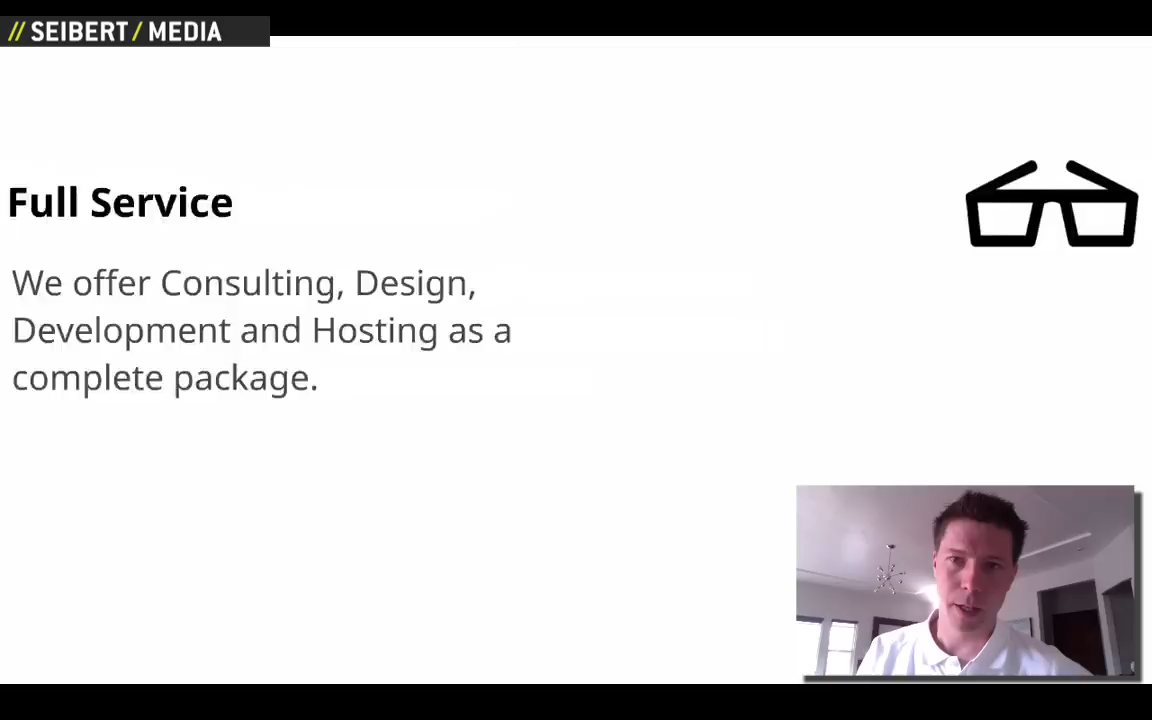 // SEIBERT / MEDIA
Full Service
We offer Consulting, Design,
Development and Hosting as a
complete package.